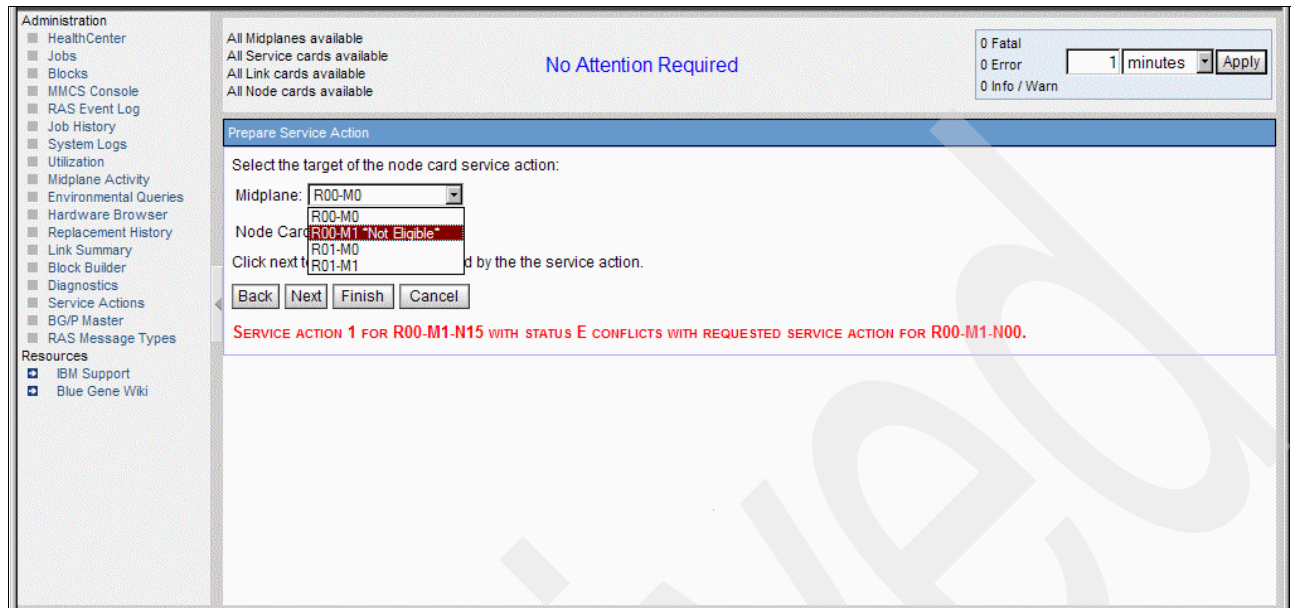 Administration
HealthCenter
Jobs
Blocks
MMCS Console
RAS Event Log
Job History
System Logs
Utilization
Midplane Activity
Environmental Queries
Hardware Browser
Replacement History
Link Summary
Block Builder
Diagnostics
Service Actions
BG/P Master
RAS Message Types
Resources
IBM Support
Blue Gene Wiki
All Midplanes available
All Service cards available
All Link cards available
All Node cards available
No Attention Required
0 Fatal
0 Error
0 Info / Warn
1 minutes Apply
Prepare Service Action
Select the target of the node card service action:
Midplane: R00-M0
R00-M0
Node Card R00-M1 *Not Eligible*
R01-M0
Click next t R01-M1 d by the the service action.
Back Next Finish Cancel
SERVICE ACTION 1 FOR R00-M1-N15 WITH STATUS E CONFLICTS WITH REQUESTED SERVICE ACTION FOR R00-M1-N00.